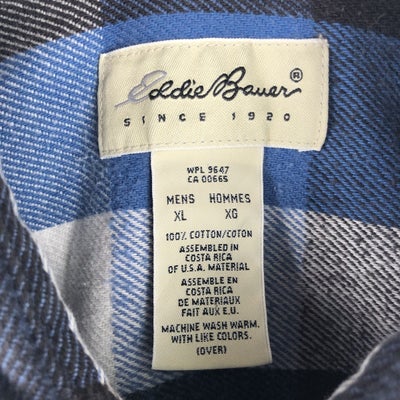 Eddie Bauer®
SINCE 1920
WPL 9647
CA 00665
MENS HOMMES
XL XG
100% COTTON/COTON
ASSEMBLED IN
COSTA RICA
OF U.S.A. MATERIAL
ASSEMBLE EN
COSTA RICA
DE MATERIAUX
FAIT AUX E.U.
MACHINE WASH WARM.
WITH LIKE COLORS.
(OVER)